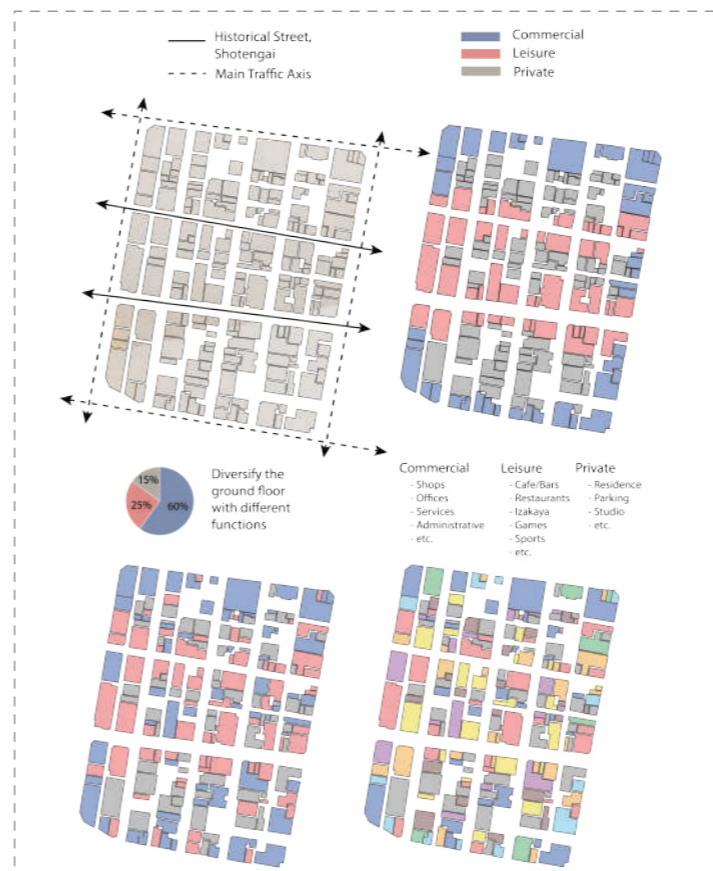 Historical Street,
Shotengai
Main Traffic Axis
Commercial
Leisure
Private
15%
25%
60%
Diversify the
ground floor
with different
functions
Commercial
- Shops
- Offices
- Services
- Administrative
- etc.
Leisure
- Cafe/Bars
- Restaurants
- Izakaya
- Games
- Sports
- etc.
Private
- Residence
- Parking
- Studio
- etc.